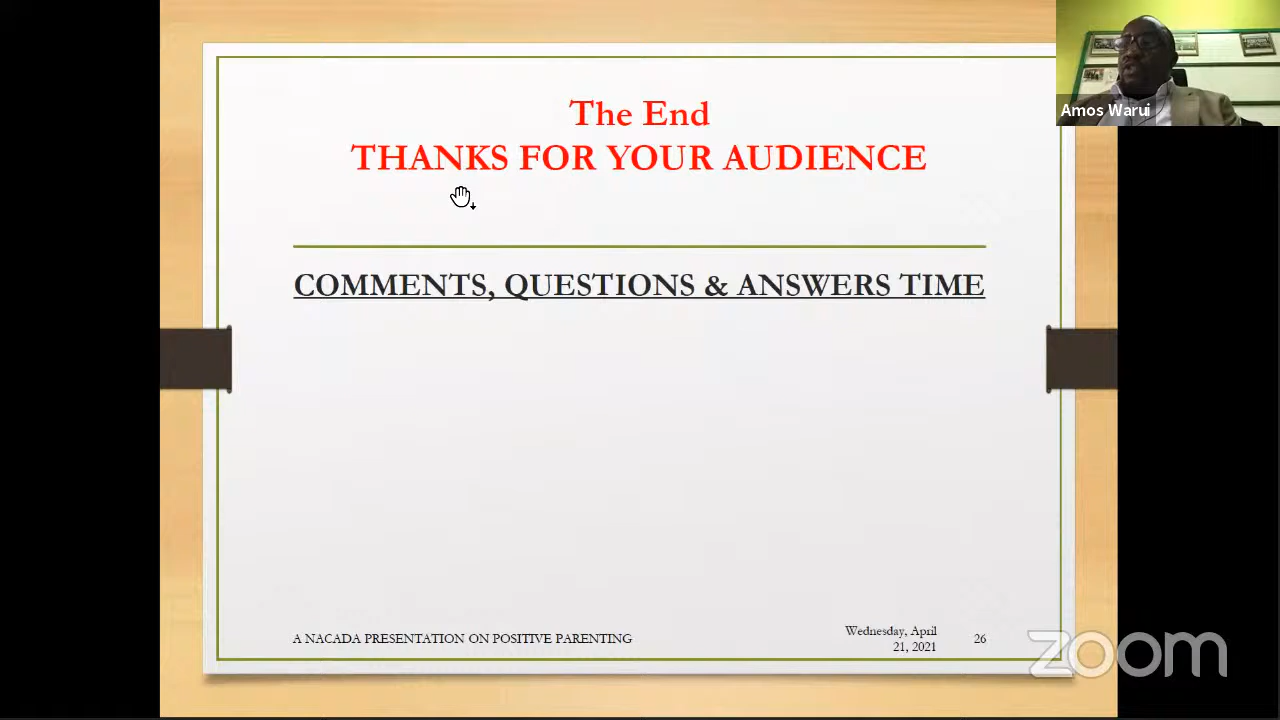 The End
THANKS FOR YOUR AUDIENCE
Amos Warui
COMMENTS, QUESTIONS & ANSWERS TIME
A NACADA PRESENTATION ON POSITIVE PARENTING
Wednesday, April
21, 2021
26
zoom